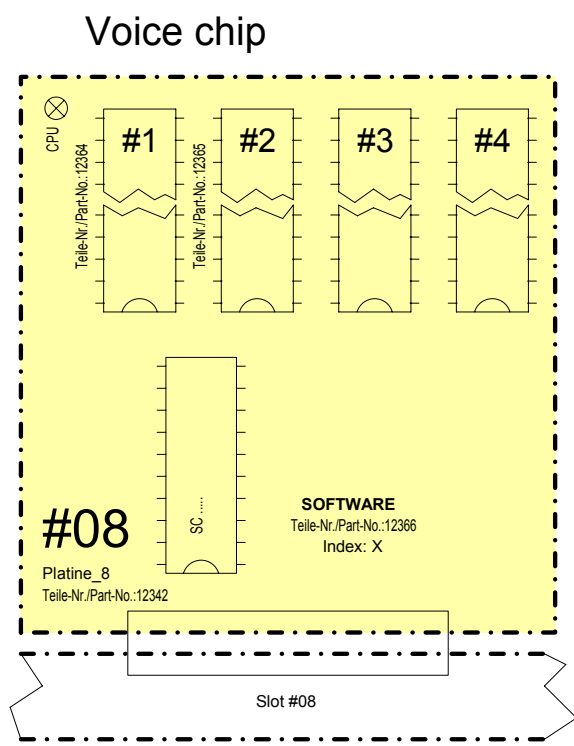 Voice chip
CPU
#1
#2
#3
#4
Teile-Nr./Part-No.:12364
Teile-Nr./Part-No.:12365
SC .....
SOFTWARE
Teile-Nr./Part-No.:12366
Index: X
#08
Platine_8
Teile-Nr./Part-No.:12342
Slot #08